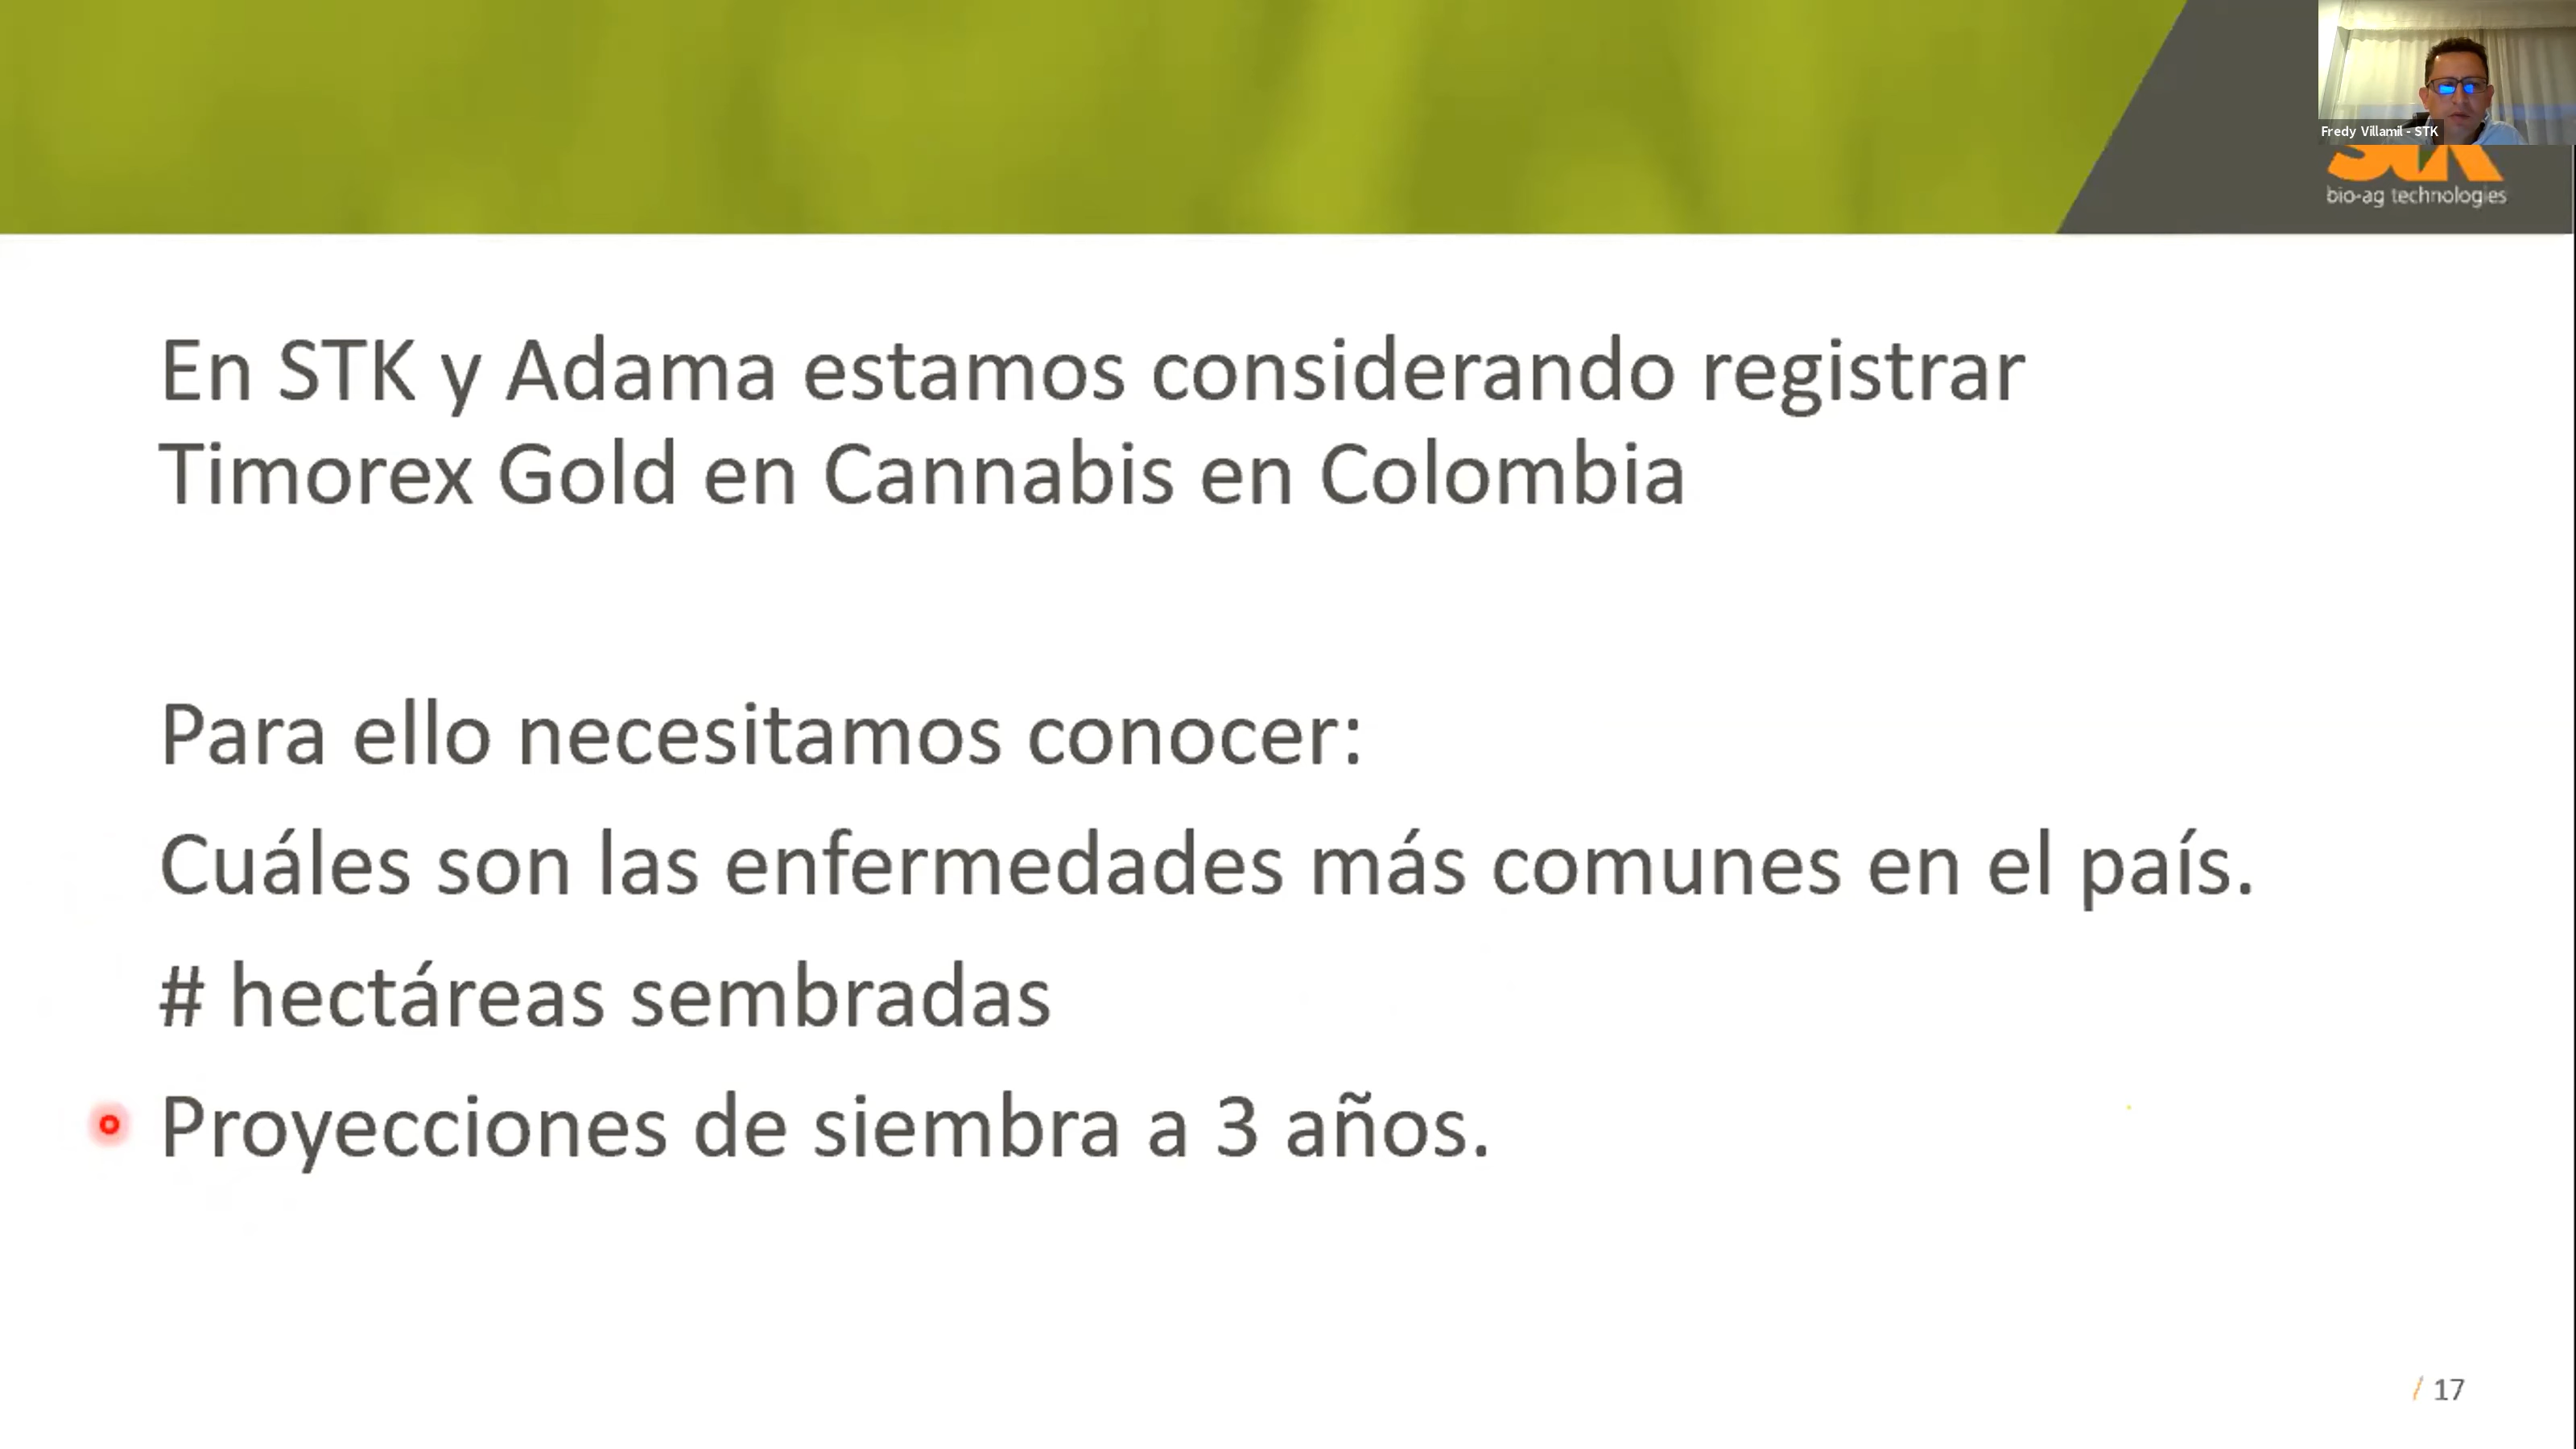 Fredy Villamil - STK
stk
bio-ag technologies
En STK y Adama estamos considerando registrar
Timorex Gold en Cannabis en Colombia
Para ello necesitamos conocer:
Cuáles son las enfermedades más comunes en el país.
# hectáreas sembradas
Proyecciones de siembra a 3 años.
/ 17